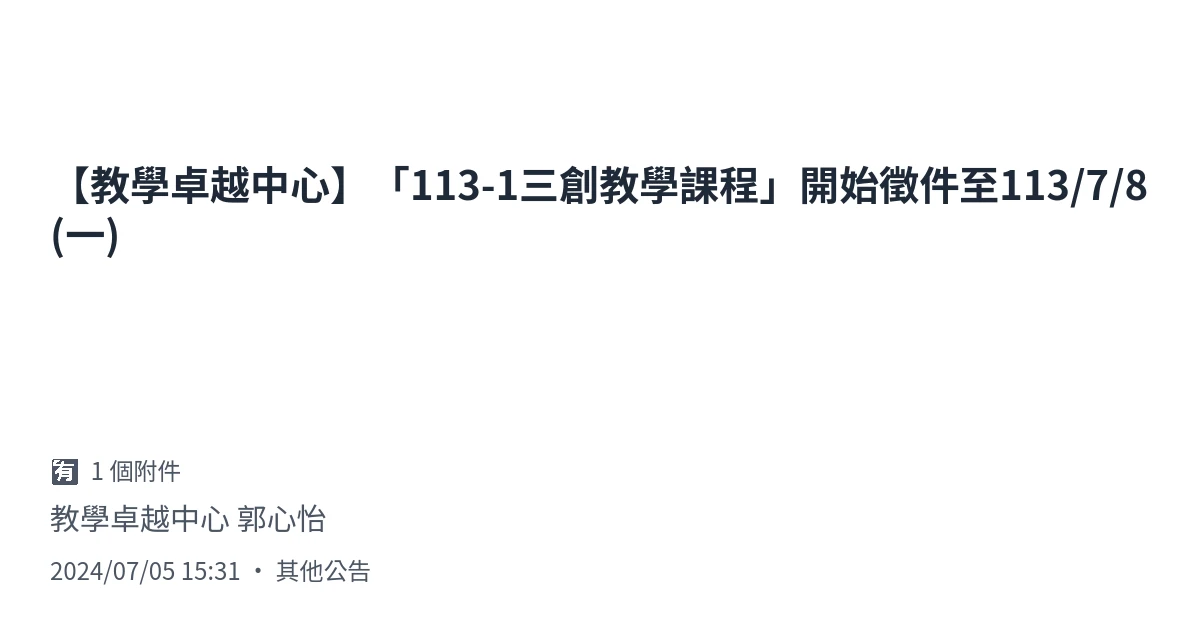 【教學卓越中心】「113-1三創教學課程」開始徵件至113/7/8
(一)
🈶 1 個附件
教學卓越中心 郭心怡
2024/07/05 15:31 • 其他公告